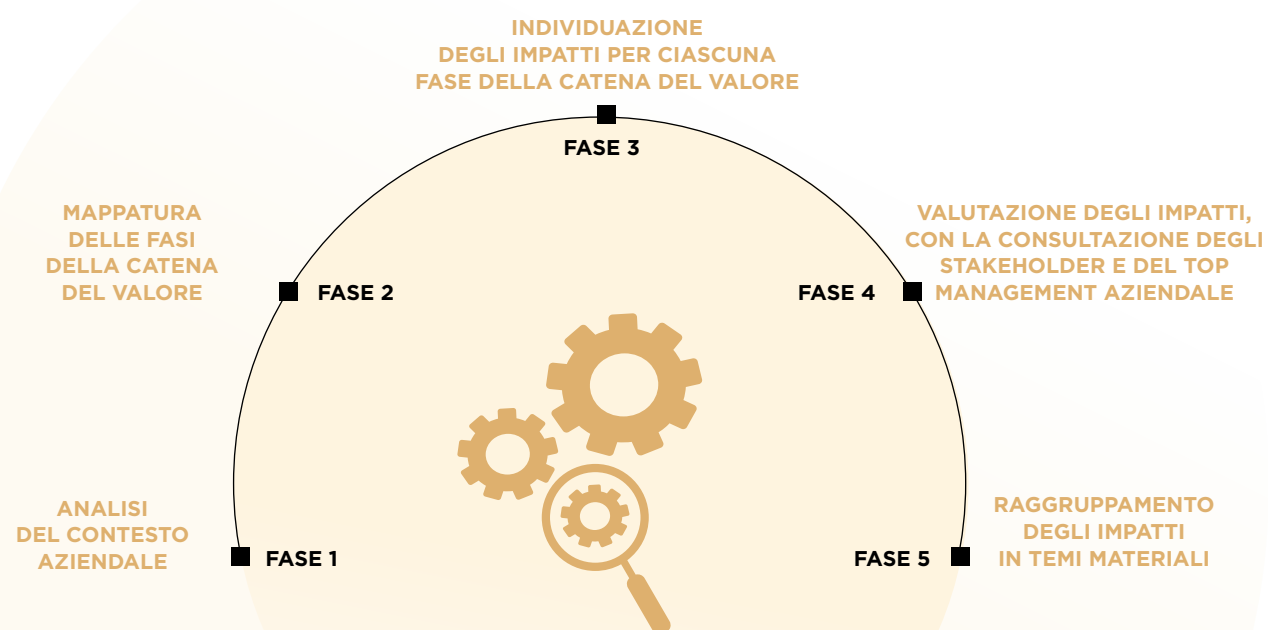 INDIVIDUAZIONE
DEGLI IMPATTI PER CIASCUNA
FASE DELLA CATENA DEL VALORE
FASE 3
MAPPATURA
DELLE FASI
DELLA CATENA
DEL VALORE
FASE 2
VALUTAZIONE DEGLI IMPATTI,
CON LA CONSULTAZIONE DEGLI
STAKEHOLDER E DEL TOP
MANAGEMENT AZIENDALE
FASE 4
ANALISI
DEL CONTESTO
AZIENDALE
FASE 1
RAGGRUPPAMENTO
DEGLI IMPATTI
IN TEMI MATERIALI
FASE 5